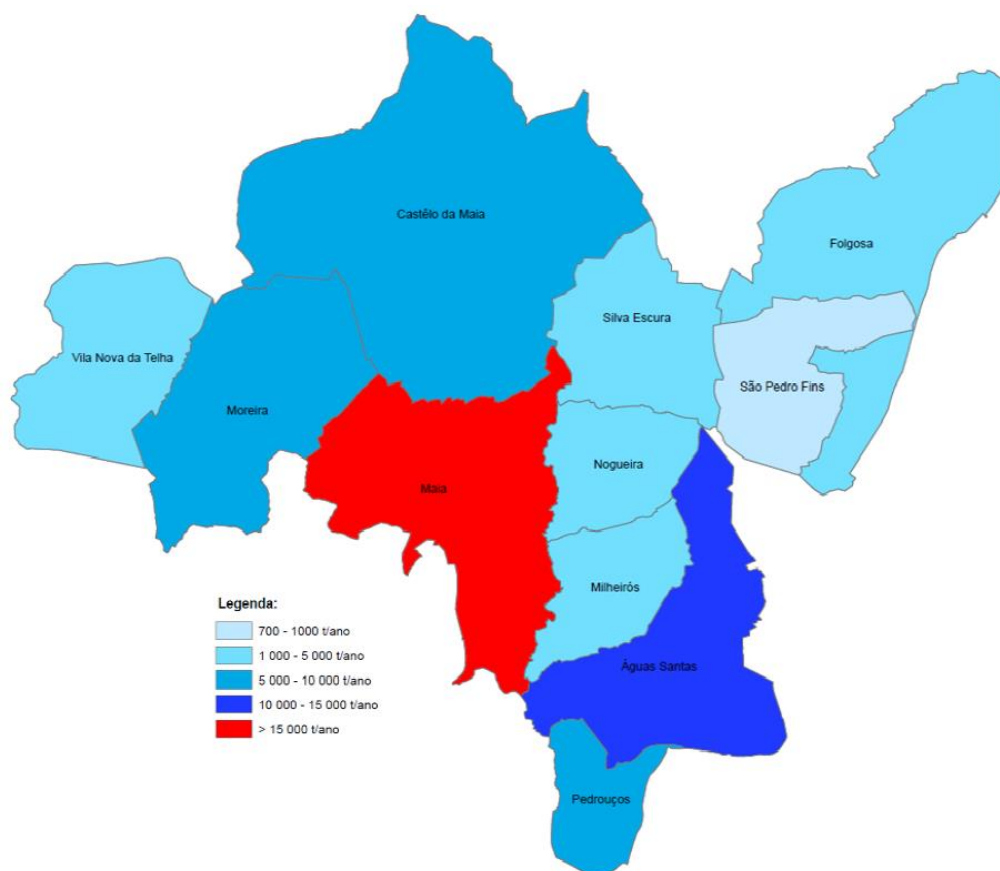 Castêlo da Maia
Folgosa
Silva Escura
Vila Nova da Telha
São Pedro Fins
Moreira
Nogueira
Maia
Milheirós
Águas Santas
Pedrouços
Legenda:
700 - 1000 t/ano
1 000 - 5 000 t/ano
5 000 - 10 000 t/ano
10 000 - 15 000 t/ano
> 15 000 t/ano